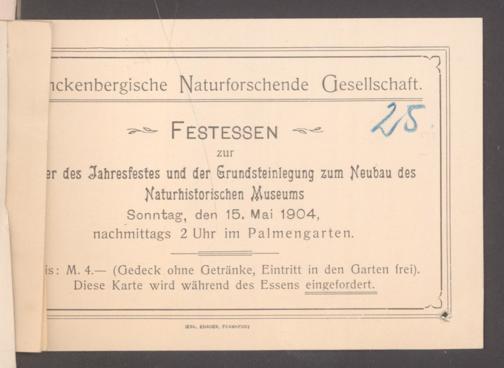 nckenbergische Naturforschende Gesellschaft.
25.
FESTESSEN
zur
er des Jahresfestes und der Grundsteinlegung zum Neubau des
Naturhistorischen Museums
Sonntag, den 15. Mai 1904,
nachmittags 2 Uhr im Palmengarten.
is: M. 4.— (Gedeck ohne Getränke, Eintritt in den Garten frei).
Diese Karte wird während des Essens eingefordert.
FRANKFURT